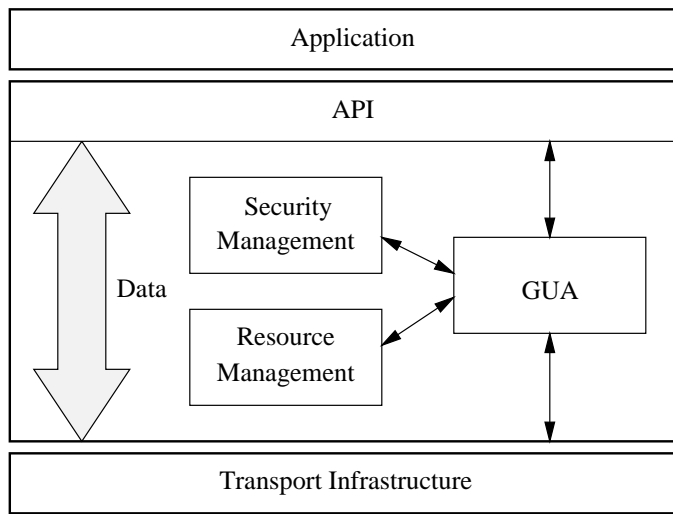 Application
API
Security
Management
Data
GUA
Resource
Management
Transport Infrastructure